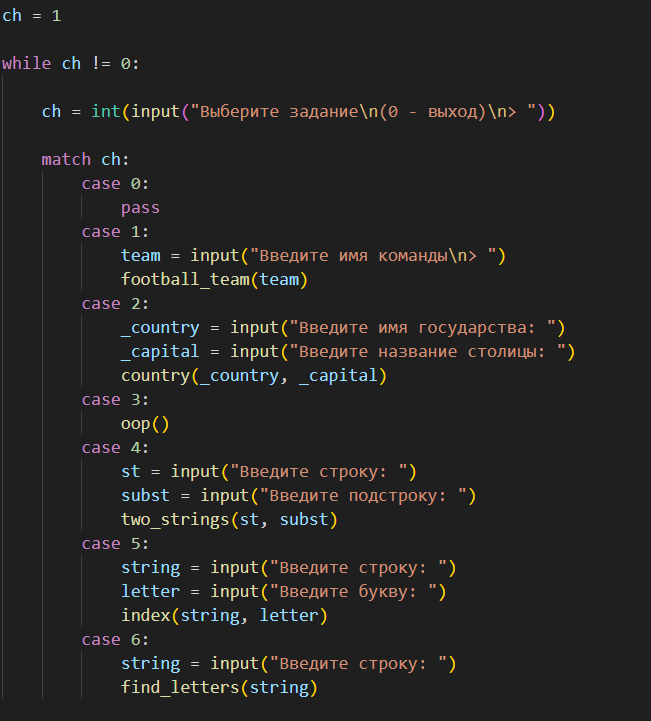 ch = 1
while ch != 0:
ch = int(input("Выберите задание\n(0 - выход)\n> "))
match ch:
case 0:
pass
case 1:
team = input("Введите имя команды\n> ")
football_team(team)
case 2:
_country = input("Введите имя государства: ")
_capital = input("Введите название столицы: ")
country(_country, _capital)
case 3:
oop()
case 4:
st = input("Введите строку: ")
subst = input("Введите подстроку: ")
two_strings(st, subst)
case 5:
string = input("Введите строку: ")
letter = input("Введите букву: ")
index(string, letter)
case 6:
string = input("Введите строку: ")
find_letters(string)